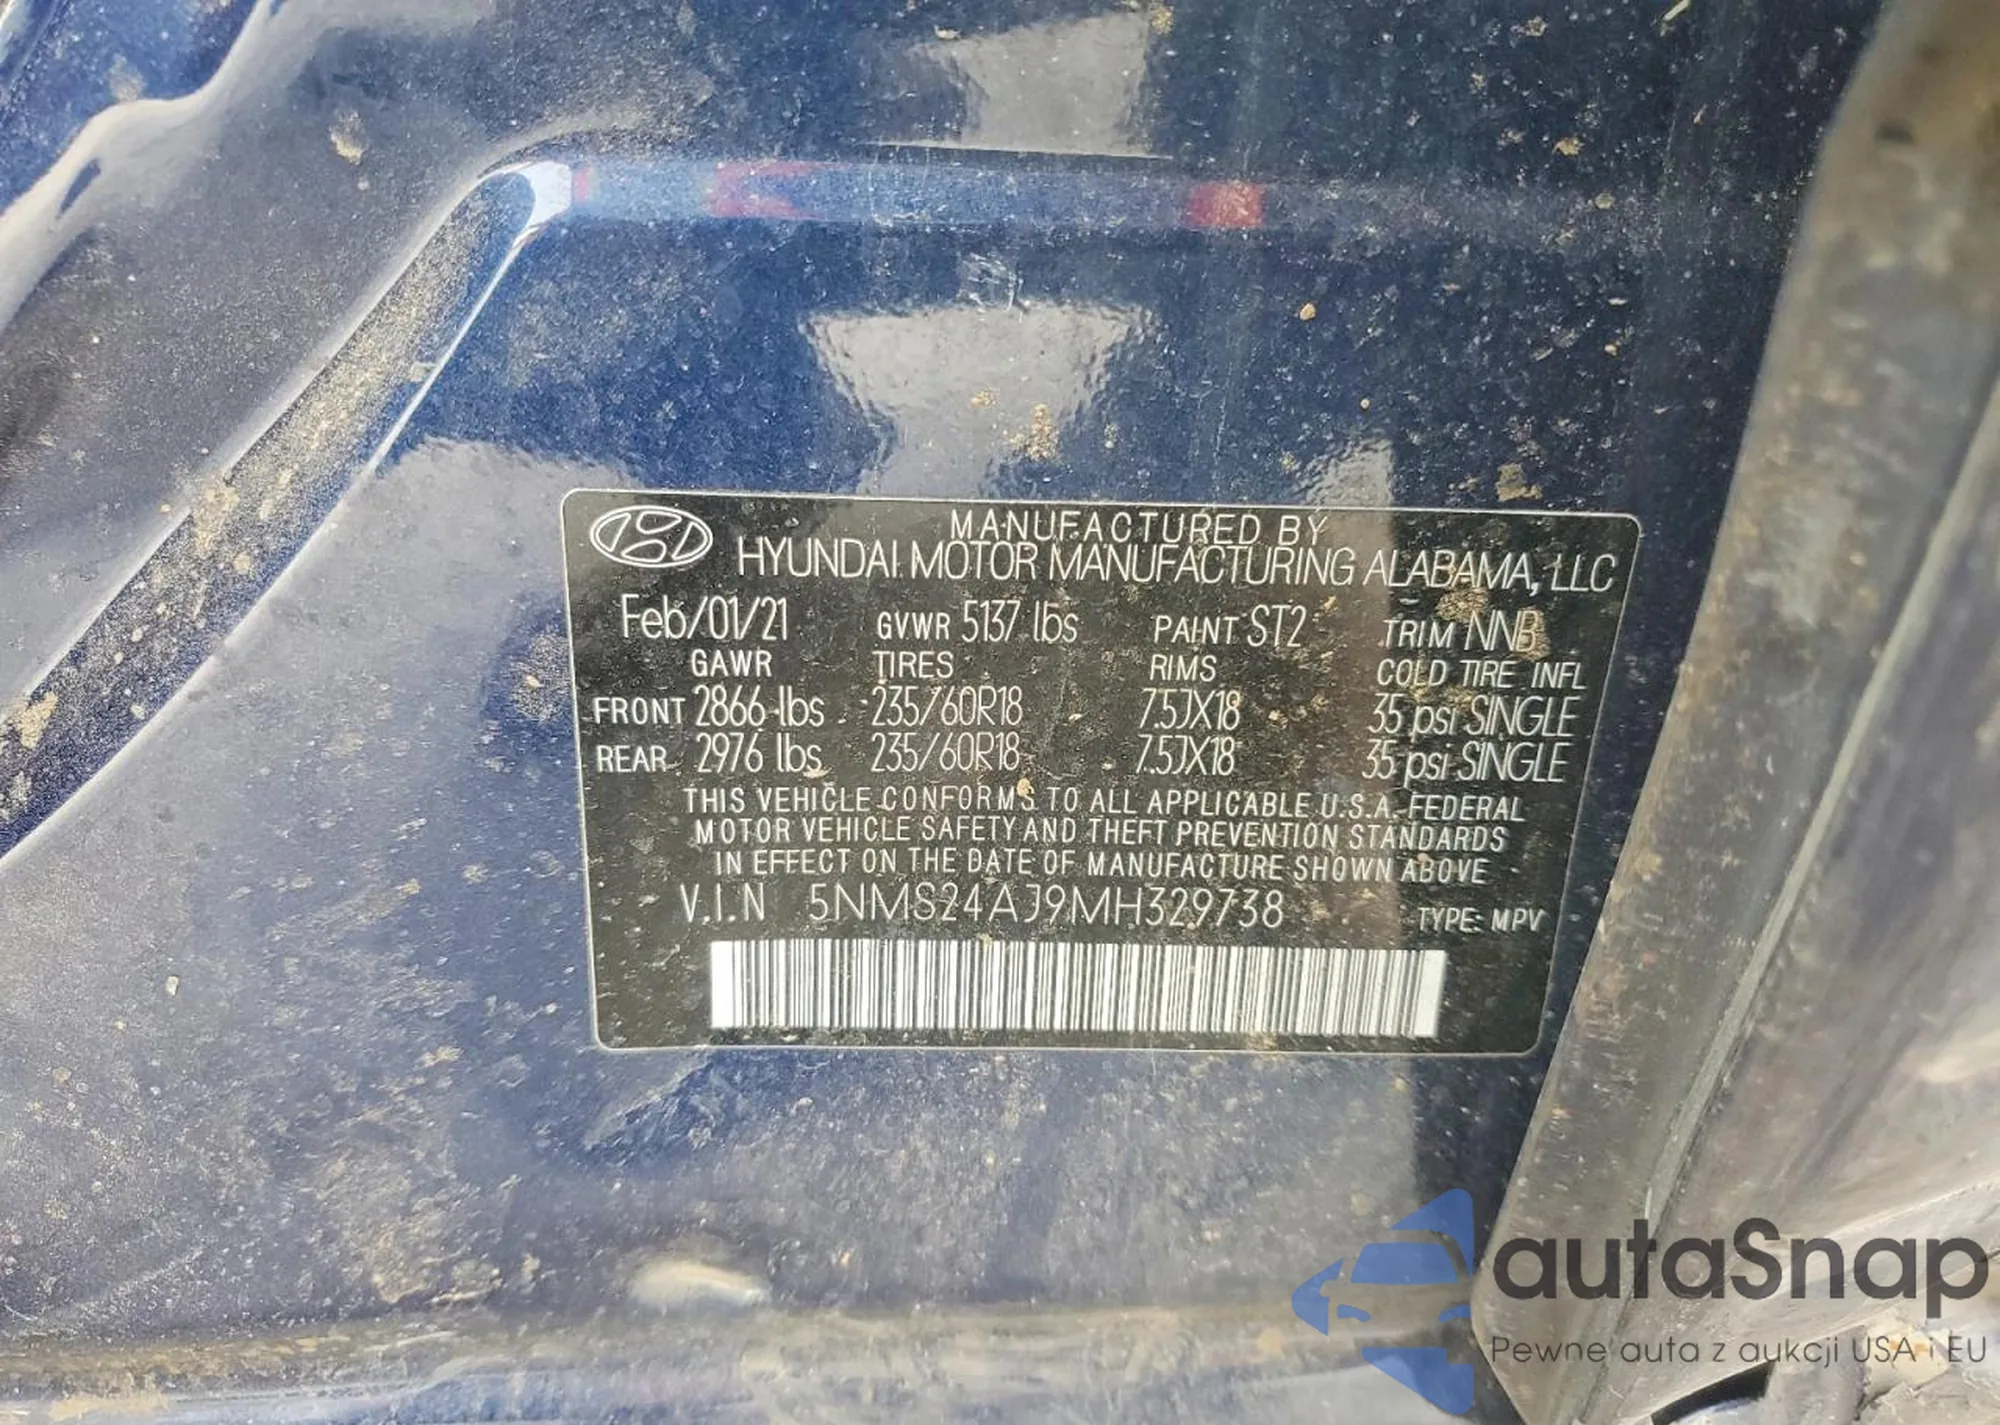 MANUFACTURED BY
HYUNDAI MOTOR MANUFACTURING ALABAMA, LLC
Feb/01/21 GVWR 5137 lbs PAINT ST2 TRIM NNB
GAWR TIRES RIMS COLD TIRE INFL
FRONT 2866 lbs 235/60R18 7.5JX18 35 psi SINGLE
REAR 2976 lbs 235/60R18 7.5JX18 35 psi SINGLE
THIS VEHICLE CONFORMS TO ALL APPLICABLE U.S.A. FEDERAL
MOTOR VEHICLE SAFETY AND THEFT PREVENTION STANDARDS
IN EFFECT ON THE DATE OF MANUFACTURE SHOWN ABOVE
V.I.N 5NMS24AJ9MH329738 TYPE: MPV
autaSnap
Pewne auta z aukcji USA i EU